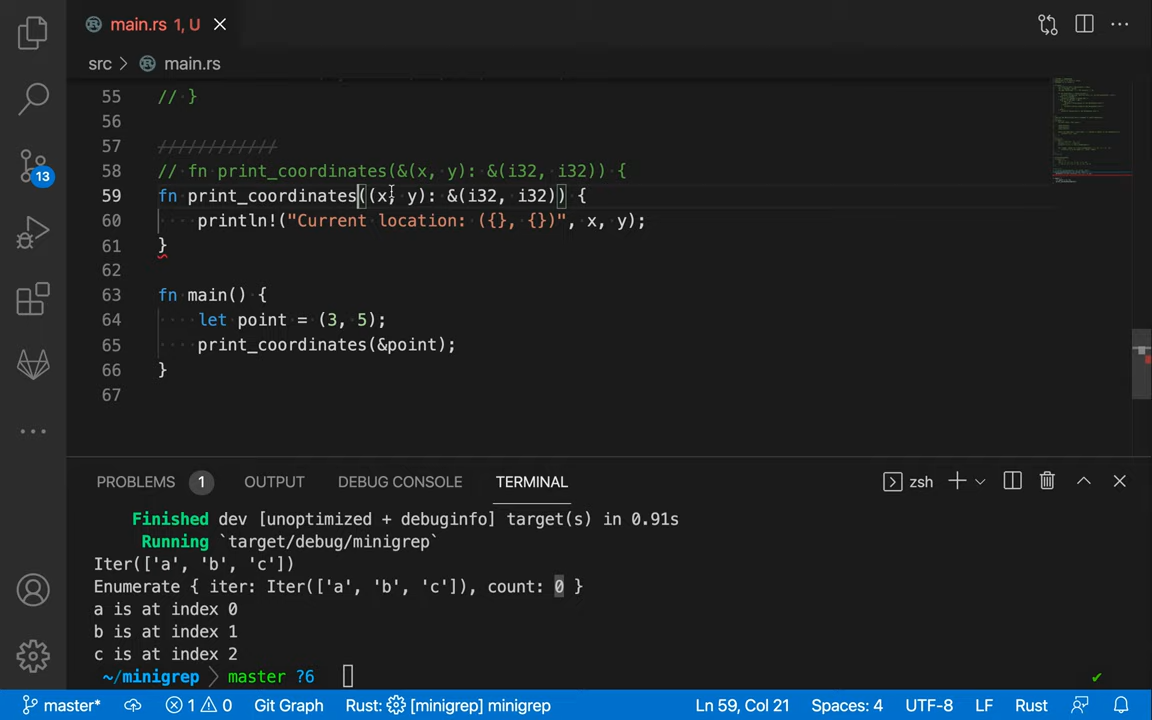 main.rs 1, U
src > main.rs
55 // }
56
57 ////////////
58 // fn print_coordinates(&(x, y): &(i32, i32)) {
59 fn print_coordinates((x, y): &(i32, i32)) {
60 println!("Current location: ({}, {})", x, y);
61 }
62
63 fn main() {
64 let point = (3, 5);
65 print_coordinates(&point);
66 }
67
13
PROBLEMS 1 OUTPUT DEBUG CONSOLE TERMINAL zsh
Finished dev [unoptimized + debuginfo] target(s) in 0.91s
Running `target/debug/minigrep`
Iter(['a', 'b', 'c'])
Enumerate { iter: Iter(['a', 'b', 'c']), count: 0 }
a is at index 0
b is at index 1
c is at index 2
~/minigrep master ?6
master* 1 0 Git Graph Rust: [minigrep] minigrep Ln 59, Col 21 Spaces: 4 UTF-8 LF Rust